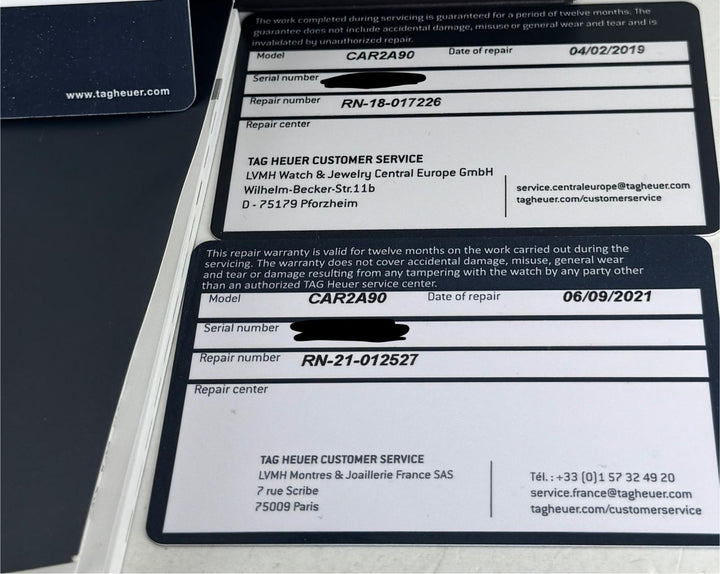 www.tagheuer.com
The work completed during servicing is guaranteed for a period of twelve months. The
guarantee does not include accidental damage, misuse or general wear and tear and is
invalidated by unauthorized repair.
Model CAR2A90 Date of repair 04/02/2019
Serial number
Repair number RN-18-017226
Repair center
TAG HEUER CUSTOMER SERVICE
LVMH Watch & Jewelry Central Europe GmbH
Wilhelm-Becker-Str.11b service.centraleurope@tagheuer.com
D - 75179 Pforzheim tagheuer.com/customerservice
This repair warranty is valid for twelve months on the work carried out during the
servicing. The warranty does not cover accidental damage, misuse, general wear
and tear or damage resulting from any tampering with the watch by any party other
than an authorized TAG Heuer service center.
Model CAR2A90 Date of repair 06/09/2021
Serial number
Repair number RN-21-012527
Repair center
TAG HEUER CUSTOMER SERVICE
LVMH Montres & Joaillerie France SAS Tél. : +33 (0)1 57 32 49 20
7 rue Scribe service.france@tagheuer.com
75009 Paris tagheuer.com/customerservice